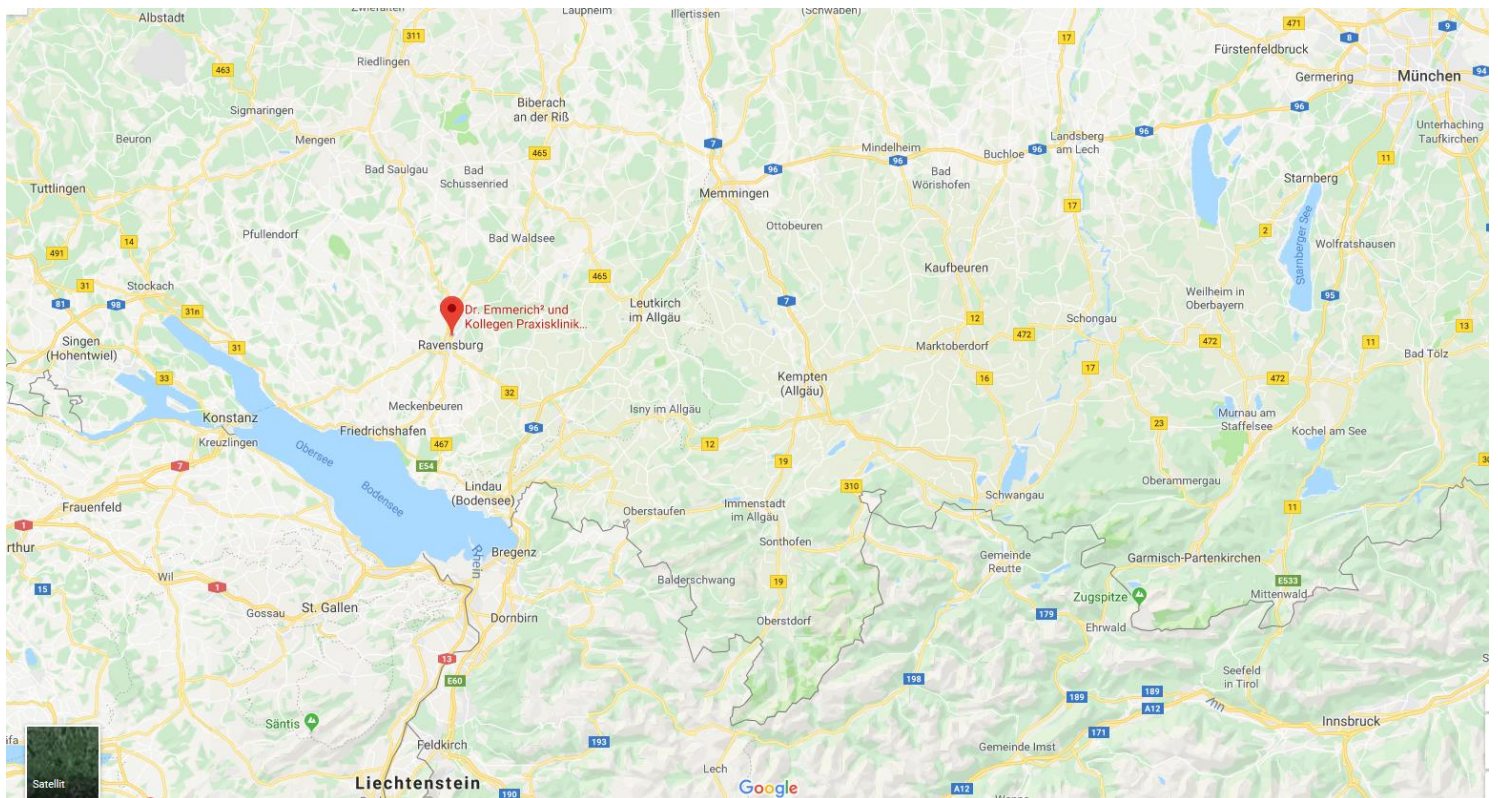 Albstadt
Zwiefalten
Laupheim
Illertissen
(Schwaben)
471
9
311
17
8
Fürstenfeldbruck
Riedlingen
463
Germering
München
94
Sigmaringen
Biberach
an der Riß
96
96
Beuron
Mengen
7
Landsberg
am Lech
Unterhaching
Taufkirchen
465
Mindelheim
96
Buchloe
96
11
Bad Saulgau
Bad
Schussenried
96
Bad
Wörishofen
Starnberg
Tuttlingen
Memmingen
17
Pfullendorf
Ottobeuren
2
Starnberger See
14
Bad Waldsee
Wolfratshausen
491
465
Kaufbeuren
31
Stockach
Leutkirch
im Allgäu
7
Weilheim in
Oberbayern
95
81
98
31n
Dr. Emmerich² und
Kollegen Praxisklinik...
12
Schongau
13
Singen
(Hohentwiel)
31
Ravensburg
Marktoberdorf
472
472
11
Bad Tölz
33
Kempten
(Allgäu)
16
17
472
32
Meckenbeuren
Isny im Allgäu
Konstanz
Murnau am
Staffelsee
Kreuzlingen
Friedrichshafen
96
23
Kochel am See
467
12
Obersee
7
E54
19
30
Bodensee
Lindau
(Bodensee)
310
Schwangau
Oberammergau
Frauenfeld
Oberstaufen
Immenstadt
im Allgäu
11
1
Rhein
Bregenz
Sonthofen
Gemeinde
Reutte
Garmisch-Partenkirchen
rthur
Wil
Balderschwang
19
E533
15
1
Zugspitze
Mittenwald
Gossau
St. Gallen
Dornbirn
Oberstdorf
179
Ehrwald
13
Seefeld
in Tirol
E60
198
189
189
A12
Inn
Säntis
Innsbruck
171
Feldkirch
193
Gemeinde Imst
Lech
Satellit
Liechtenstein
Google
190
A12